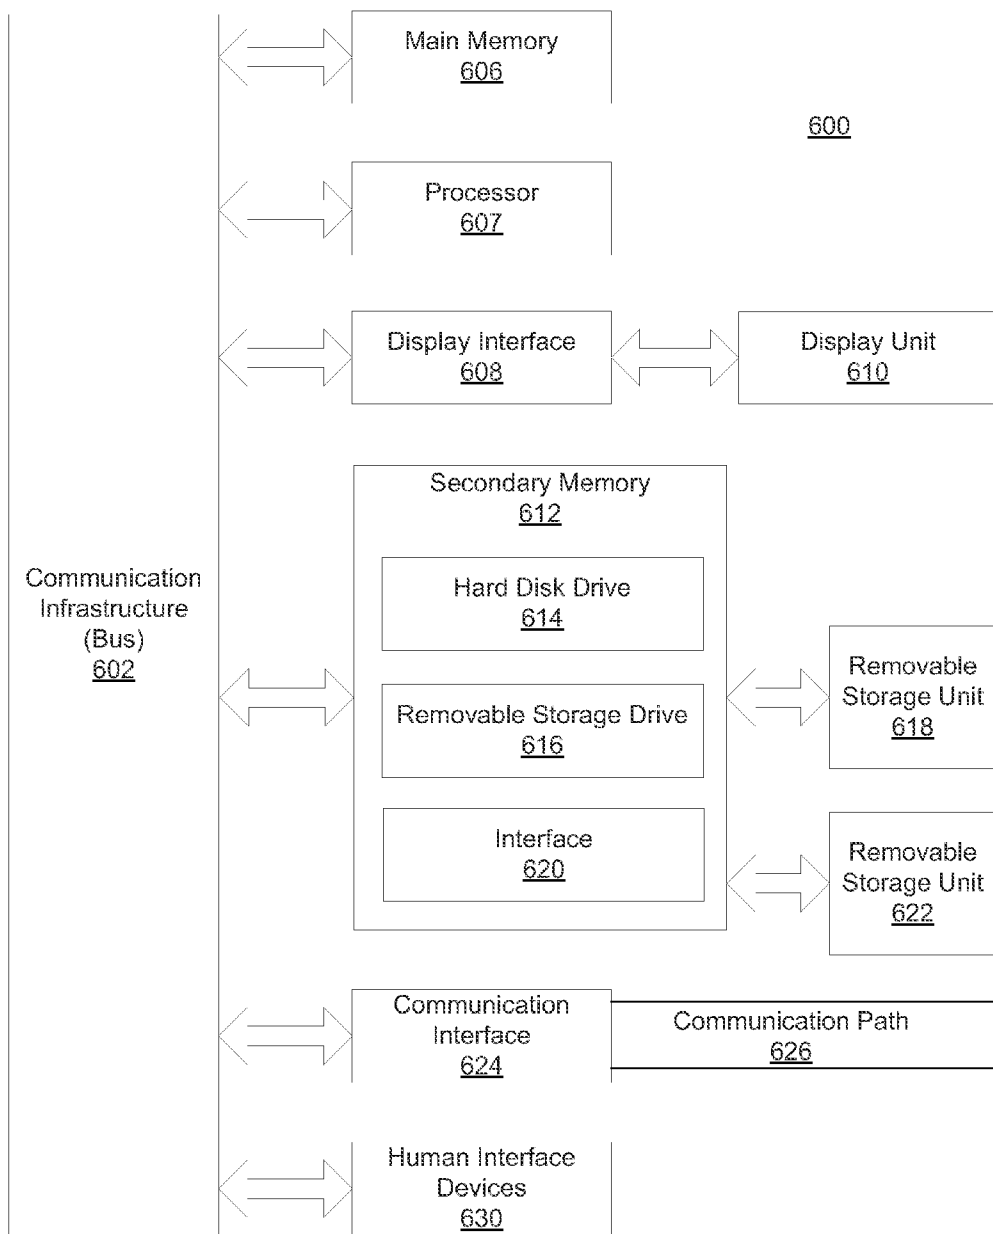 Main Memory
606
600
Processor
607
Display Interface
608
Display Unit
610
Secondary Memory
612
Hard Disk Drive
614
Communication
Infrastructure
(Bus)
602
Removable Storage Drive
616
Removable
Storage Unit
618
Interface
620
Removable
Storage Unit
622
Communication
Interface
624
Communication Path
626
Human Interface
Devices
630